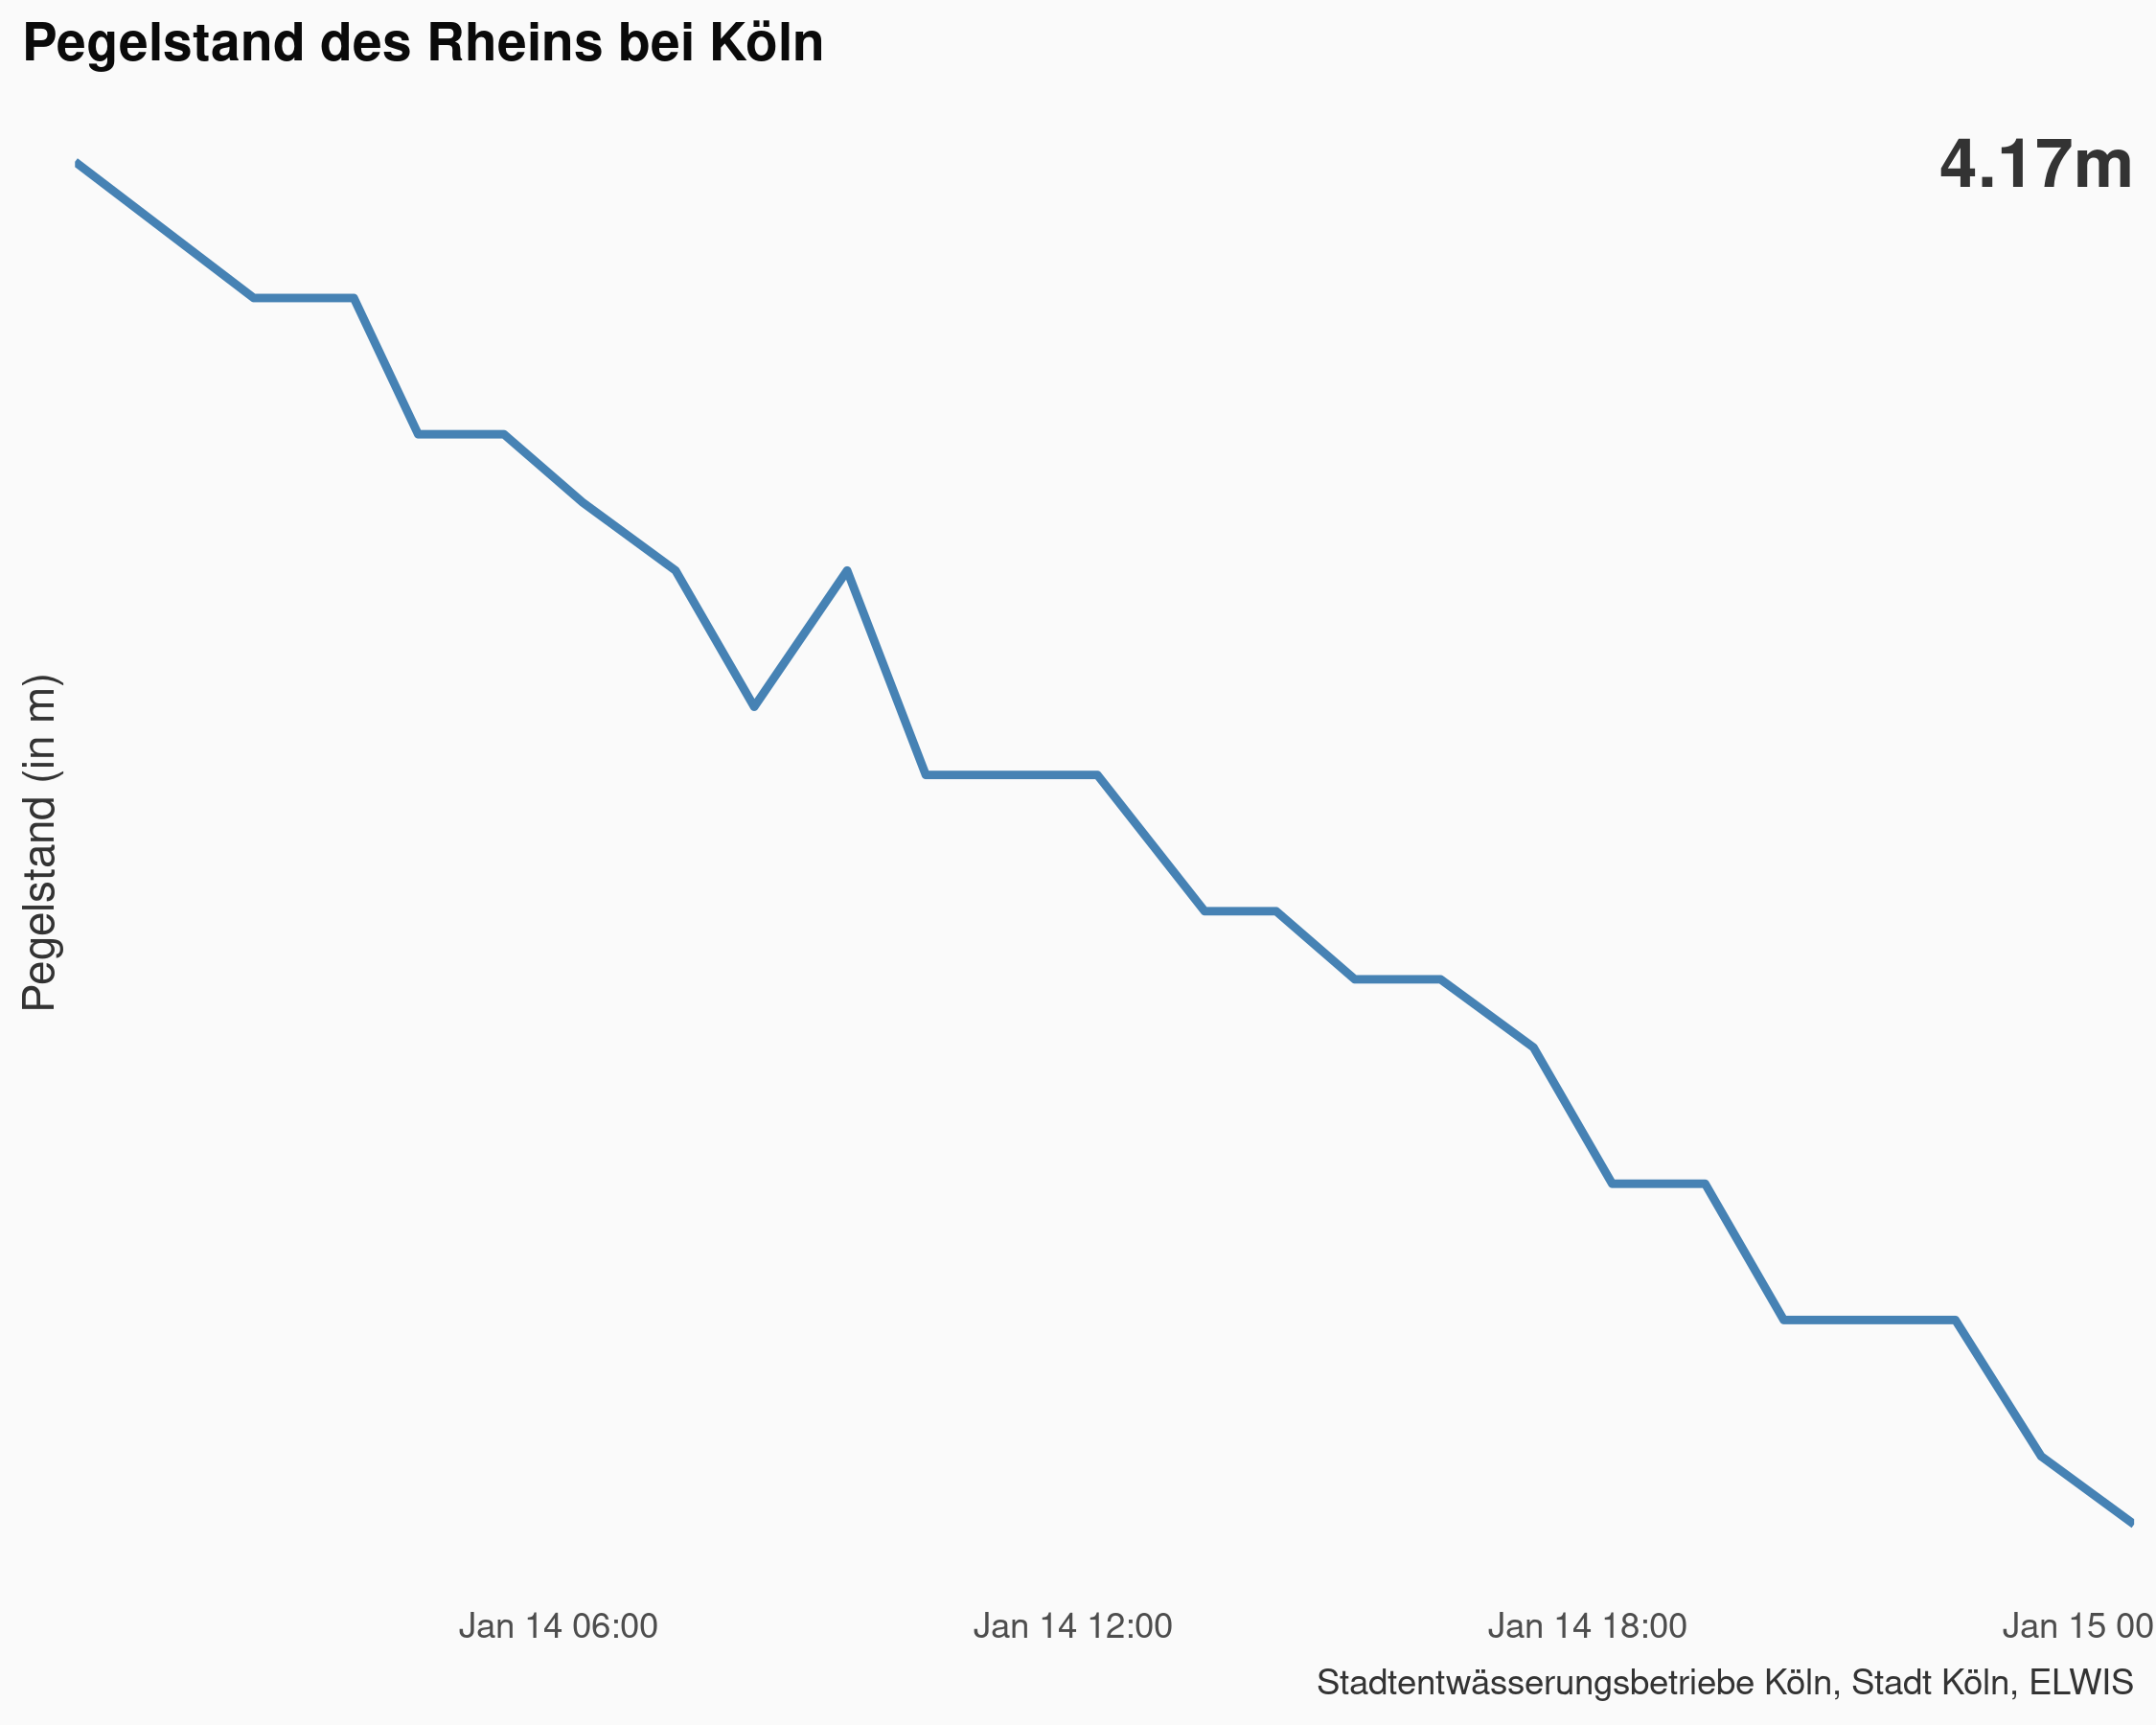 Pegelstand des Rheins bei Köln
4.17m
Pegelstand (in m)
Jan 14 06:00
Jan 14 12:00
Jan 14 18:00
Jan 15 00
Stadtentwässerungsbetriebe Köln, Stadt Köln, ELWIS